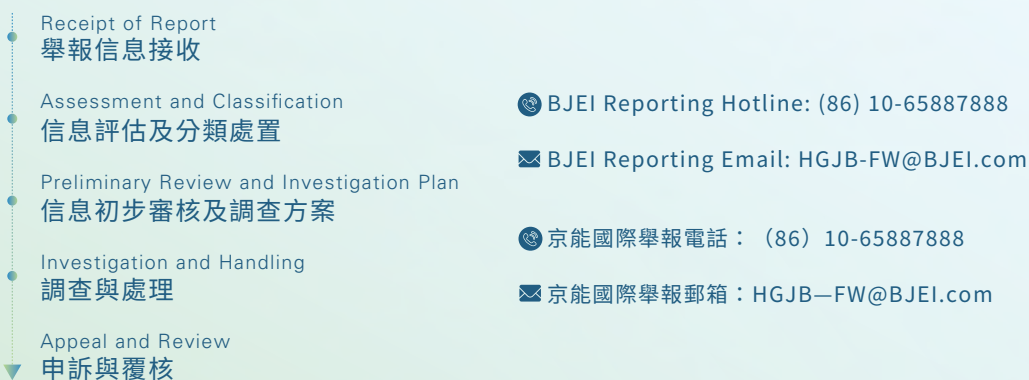 Receipt of Report
舉報信息接收
Assessment and Classification
信息評估及分類處置
Preliminary Review and Investigation Plan
信息初步審核及調查方案
Investigation and Handling
調查與處理
Appeal and Review
申訴與覆核
BJEI Reporting Hotline: (86) 10-65887888
BJEI Reporting Email: HGJB-FW@BJEI.com
京能國際舉報電話：（86）10-65887888
京能國際舉報郵箱：HGJB—FW@BJEI.com